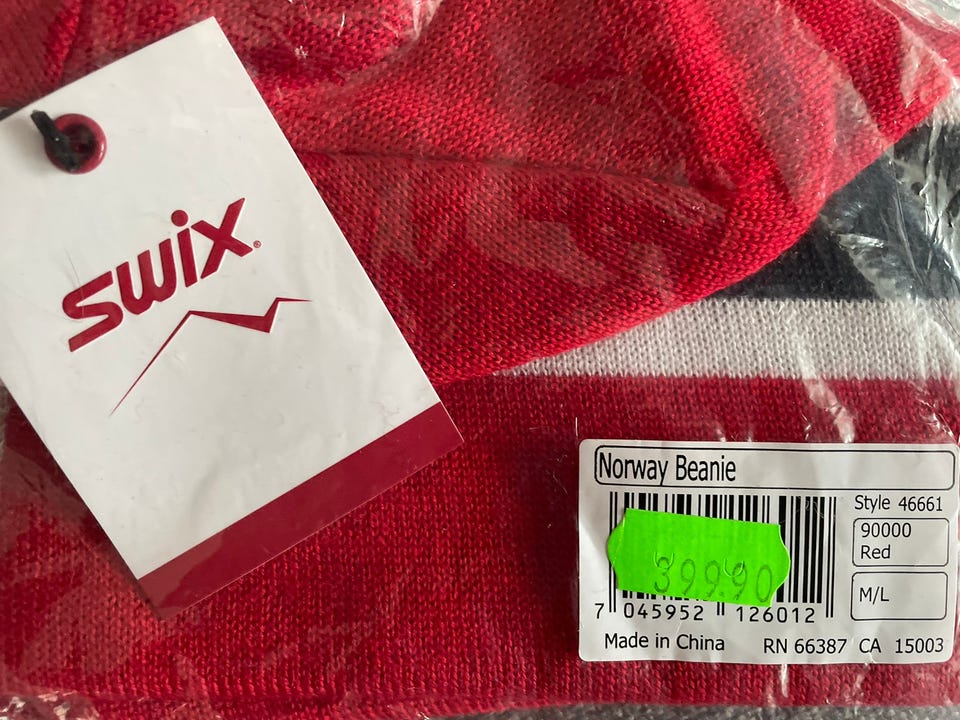 swix®
Norway Beanie
Style 46661
90000
Red
399.90
M/L
7 045952 126012
Made in China RN 66387 CA 15003